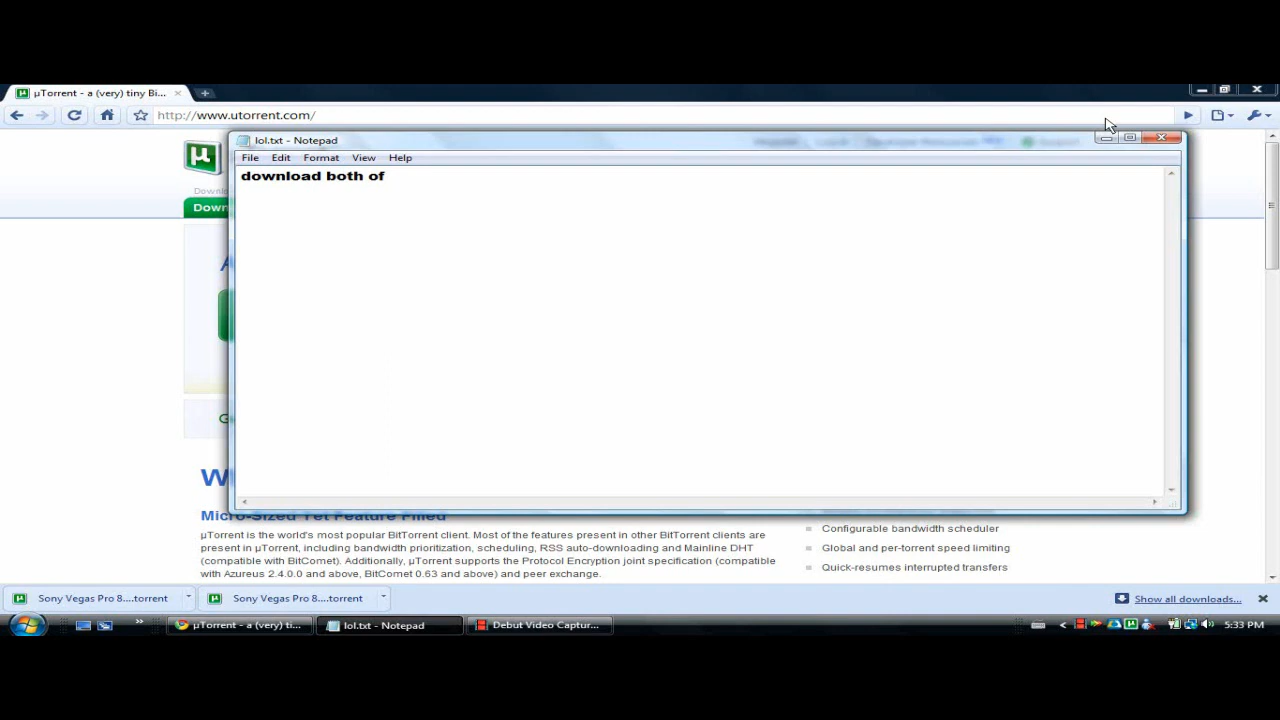 µTorrent - a (very) tiny Bi...
http://www.utorrent.com/
lol.txt - Notepad
File Edit Format View Help
download both of
µ
Down
W
Micro-Sized Yet Feature Filled
µTorrent is the world's most popular BitTorrent client. Most of the features present in other BitTorrent clients are
present in µTorrent, including bandwidth prioritization, scheduling, RSS auto-downloading and Mainline DHT
(compatible with BitComet). Additionally, µTorrent supports the Protocol Encryption joint specification (compatible
with Azureus 2.4.0.0 and above, BitComet 0.63 and above) and peer exchange.
Configurable bandwidth scheduler
Global and per-torrent speed limiting
Quick-resumes interrupted transfers
Sony Vegas Pro 8....torrent
Sony Vegas Pro 8....torrent
Show all downloads...
µTorrent - a (very) ti...
lol.txt - Notepad
Debut Video Captur...
5:33 PM